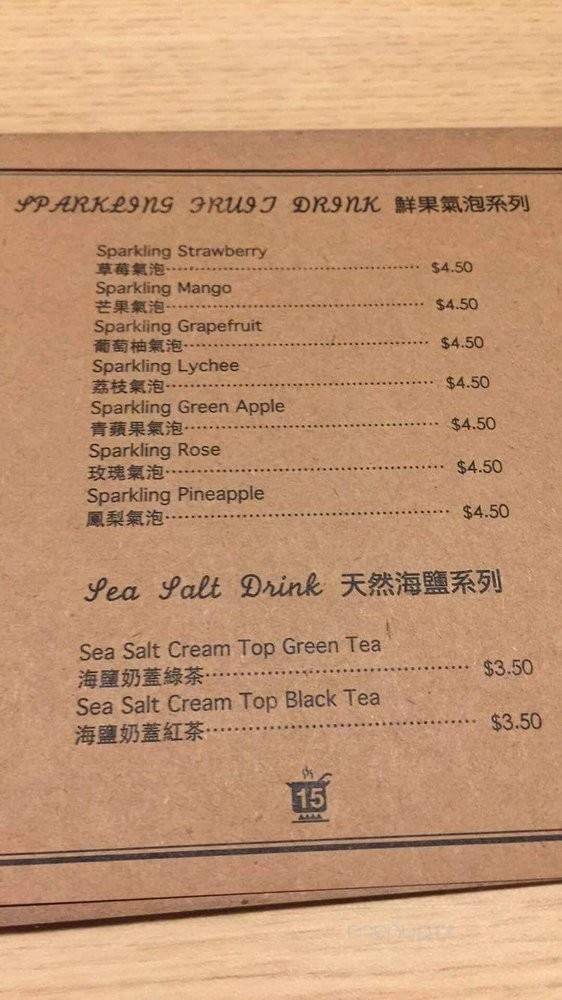 SPARKLING FRUIT DRINK 鮮果氣泡系列
Sparkling Strawberry
草莓氣泡 $4.50
Sparkling Mango
芒果氣泡 $4.50
Sparkling Grapefruit
葡萄柚氣泡 $4.50
Sparkling Lychee
荔枝氣泡 $4.50
Sparkling Green Apple
青蘋果氣泡 $4.50
Sparkling Rose
玫瑰氣泡 $4.50
Sparkling Pineapple
鳳梨氣泡 $4.50
Sea Salt Drink 天然海鹽系列
Sea Salt Cream Top Green Tea
海鹽奶蓋綠茶 $3.50
Sea Salt Cream Top Black Tea
海鹽奶蓋紅茶 $3.50
15